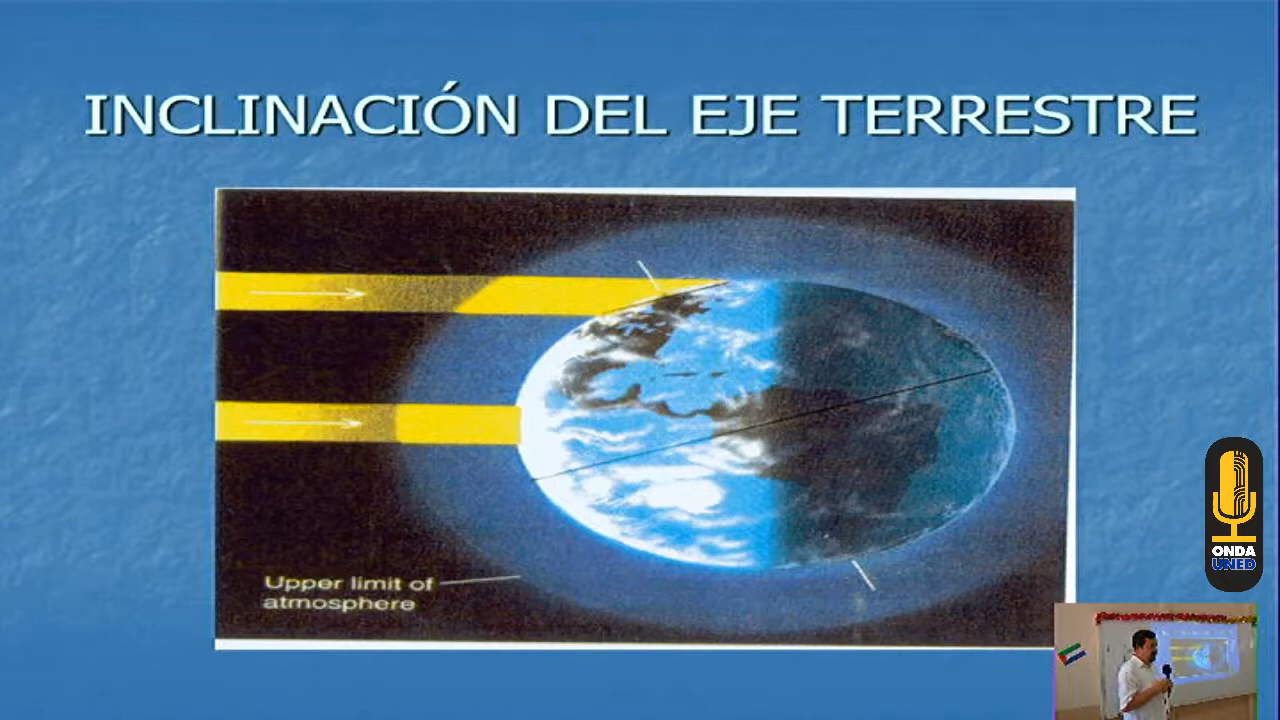 INCLINACIÓN DEL EJE TERRESTRE
Upper limit of
atmosphere
ONDA
UNED